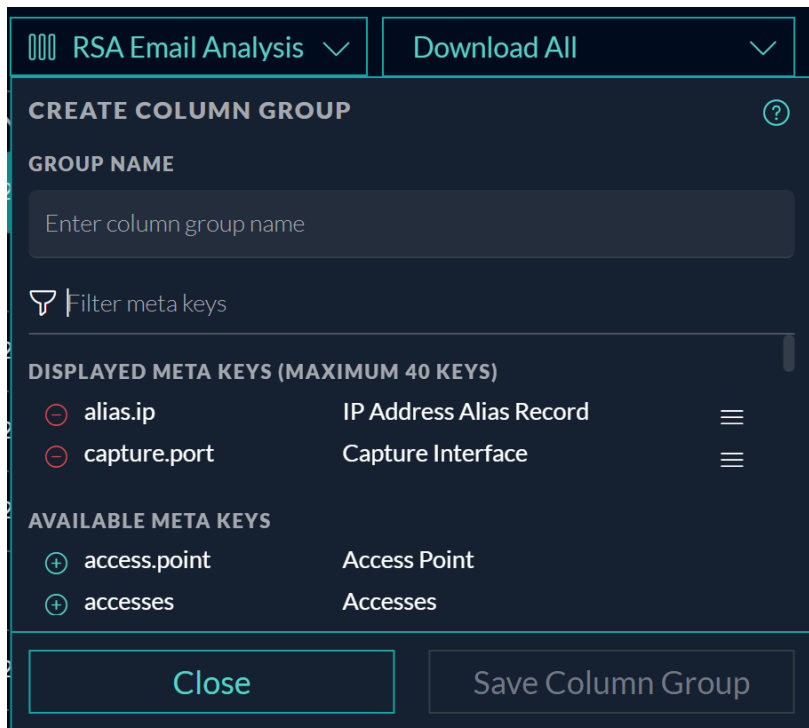 RSA Email Analysis
Download All
CREATE COLUMN GROUP
GROUP NAME
Enter column group name
Filter meta keys
DISPLAYED META KEYS (MAXIMUM 40 KEYS)
alias.ip IP Address Alias Record
capture.port Capture Interface
AVAILABLE META KEYS
access.point Access Point
accesses Accesses
Close
Save Column Group